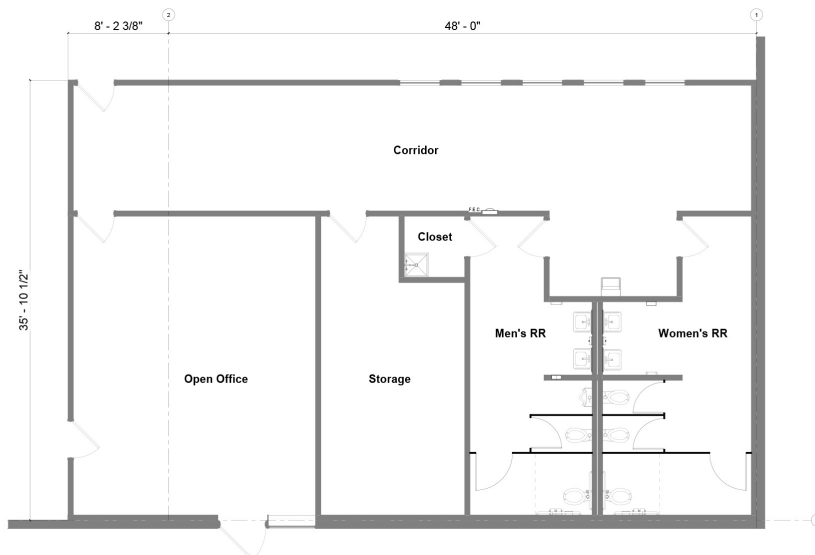 2
1
8' - 2 3/8"
48' - 0"
Corridor
FEC
Closet
35' - 10 1/2"
Men's RR
Women's RR
Open Office
Storage